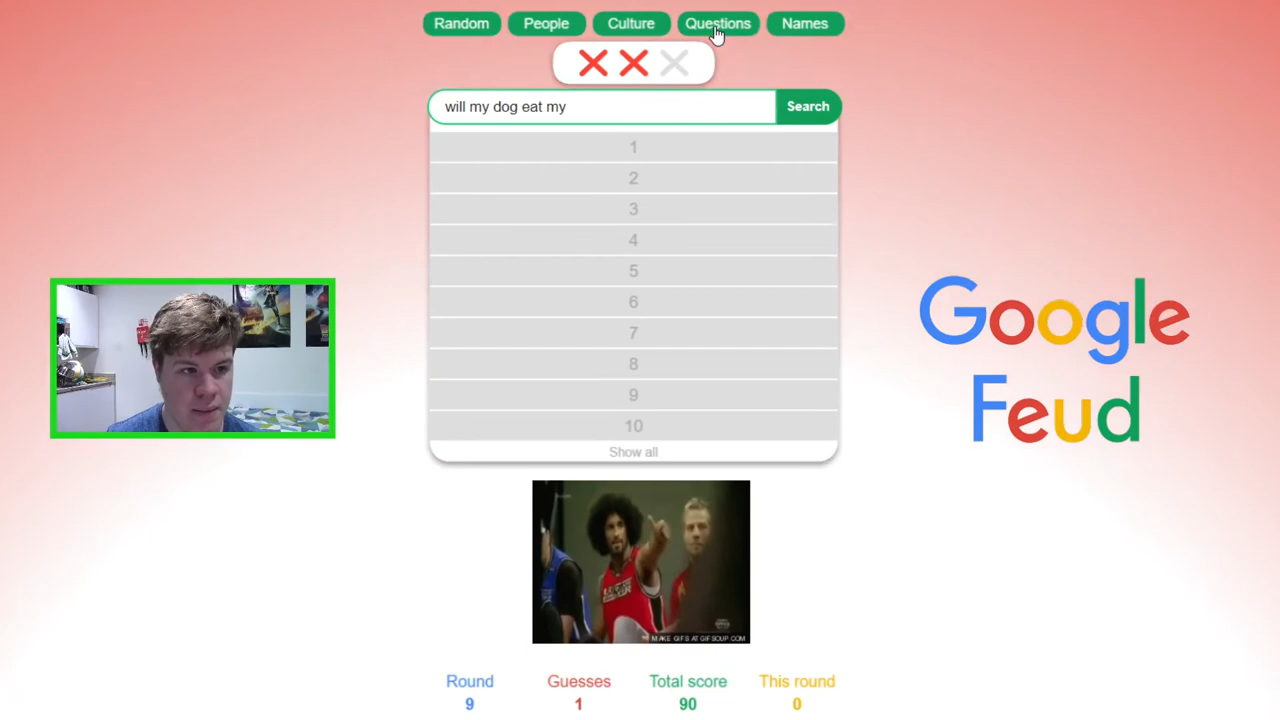 Random People Culture Questions Names
will my dog eat my Search
1
2
3
4
5
6
7
8
9
10
Show all
Google
Feud
MAKE GIFS AT GIFSOUP.COM
Round Guesses Total score This round
9 1 90 0